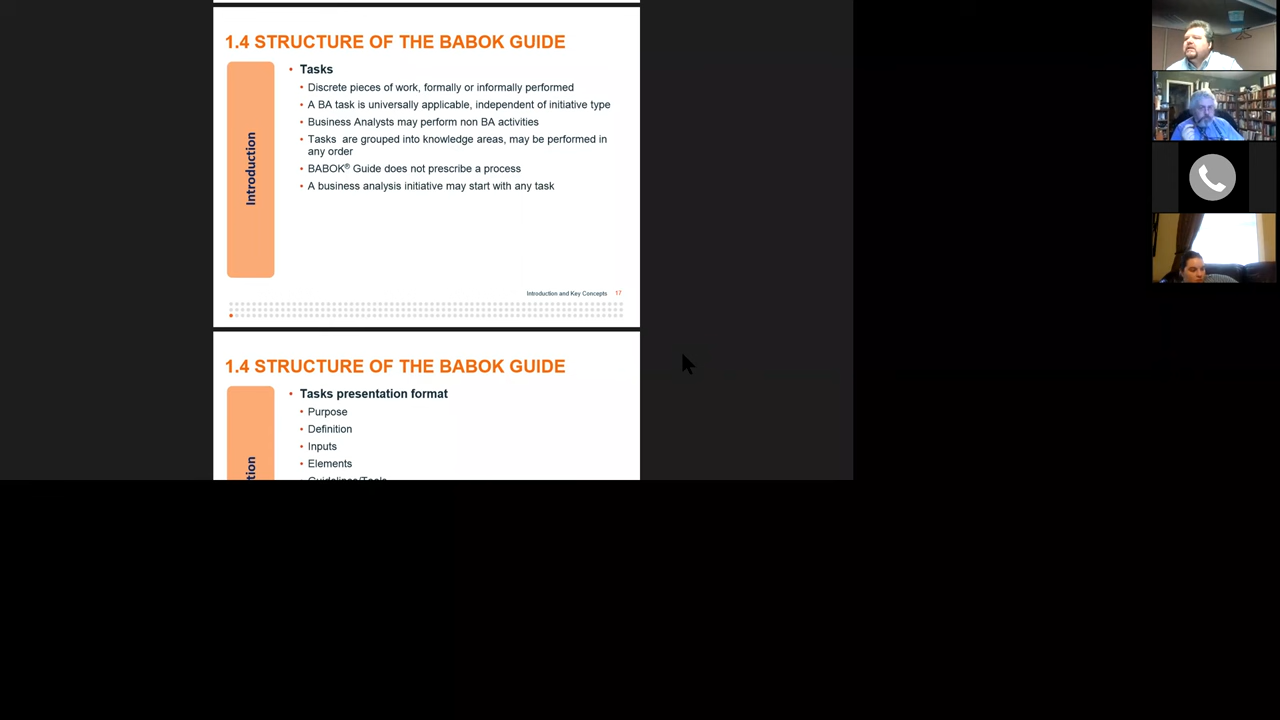 1.4 STRUCTURE OF THE BABOK GUIDE
Introduction
• Tasks
• Discrete pieces of work, formally or informally performed
• A BA task is universally applicable, independent of initiative type
• Business Analysts may perform non BA activities
• Tasks are grouped into knowledge areas, may be performed in
any order
• BABOK® Guide does not prescribe a process
• A business analysis initiative may start with any task
Introduction and Key Concepts 17
1.4 STRUCTURE OF THE BABOK GUIDE
tion
• Tasks presentation format
• Purpose
• Definition
• Inputs
• Elements
• Guidelines/Tools